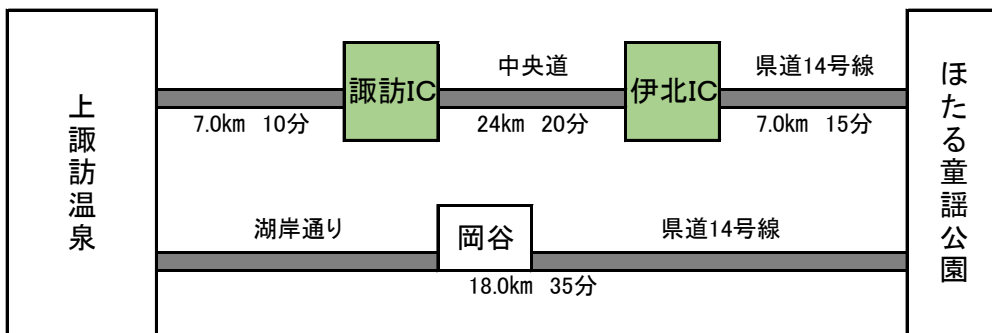 上諏訪温泉
諏訪IC
中央道
伊北IC
県道14号線
7.0km 10分
24km 20分
7.0km 15分
湖岸通り
岡谷
県道14号線
18.0km 35分
ほたる童謡公園